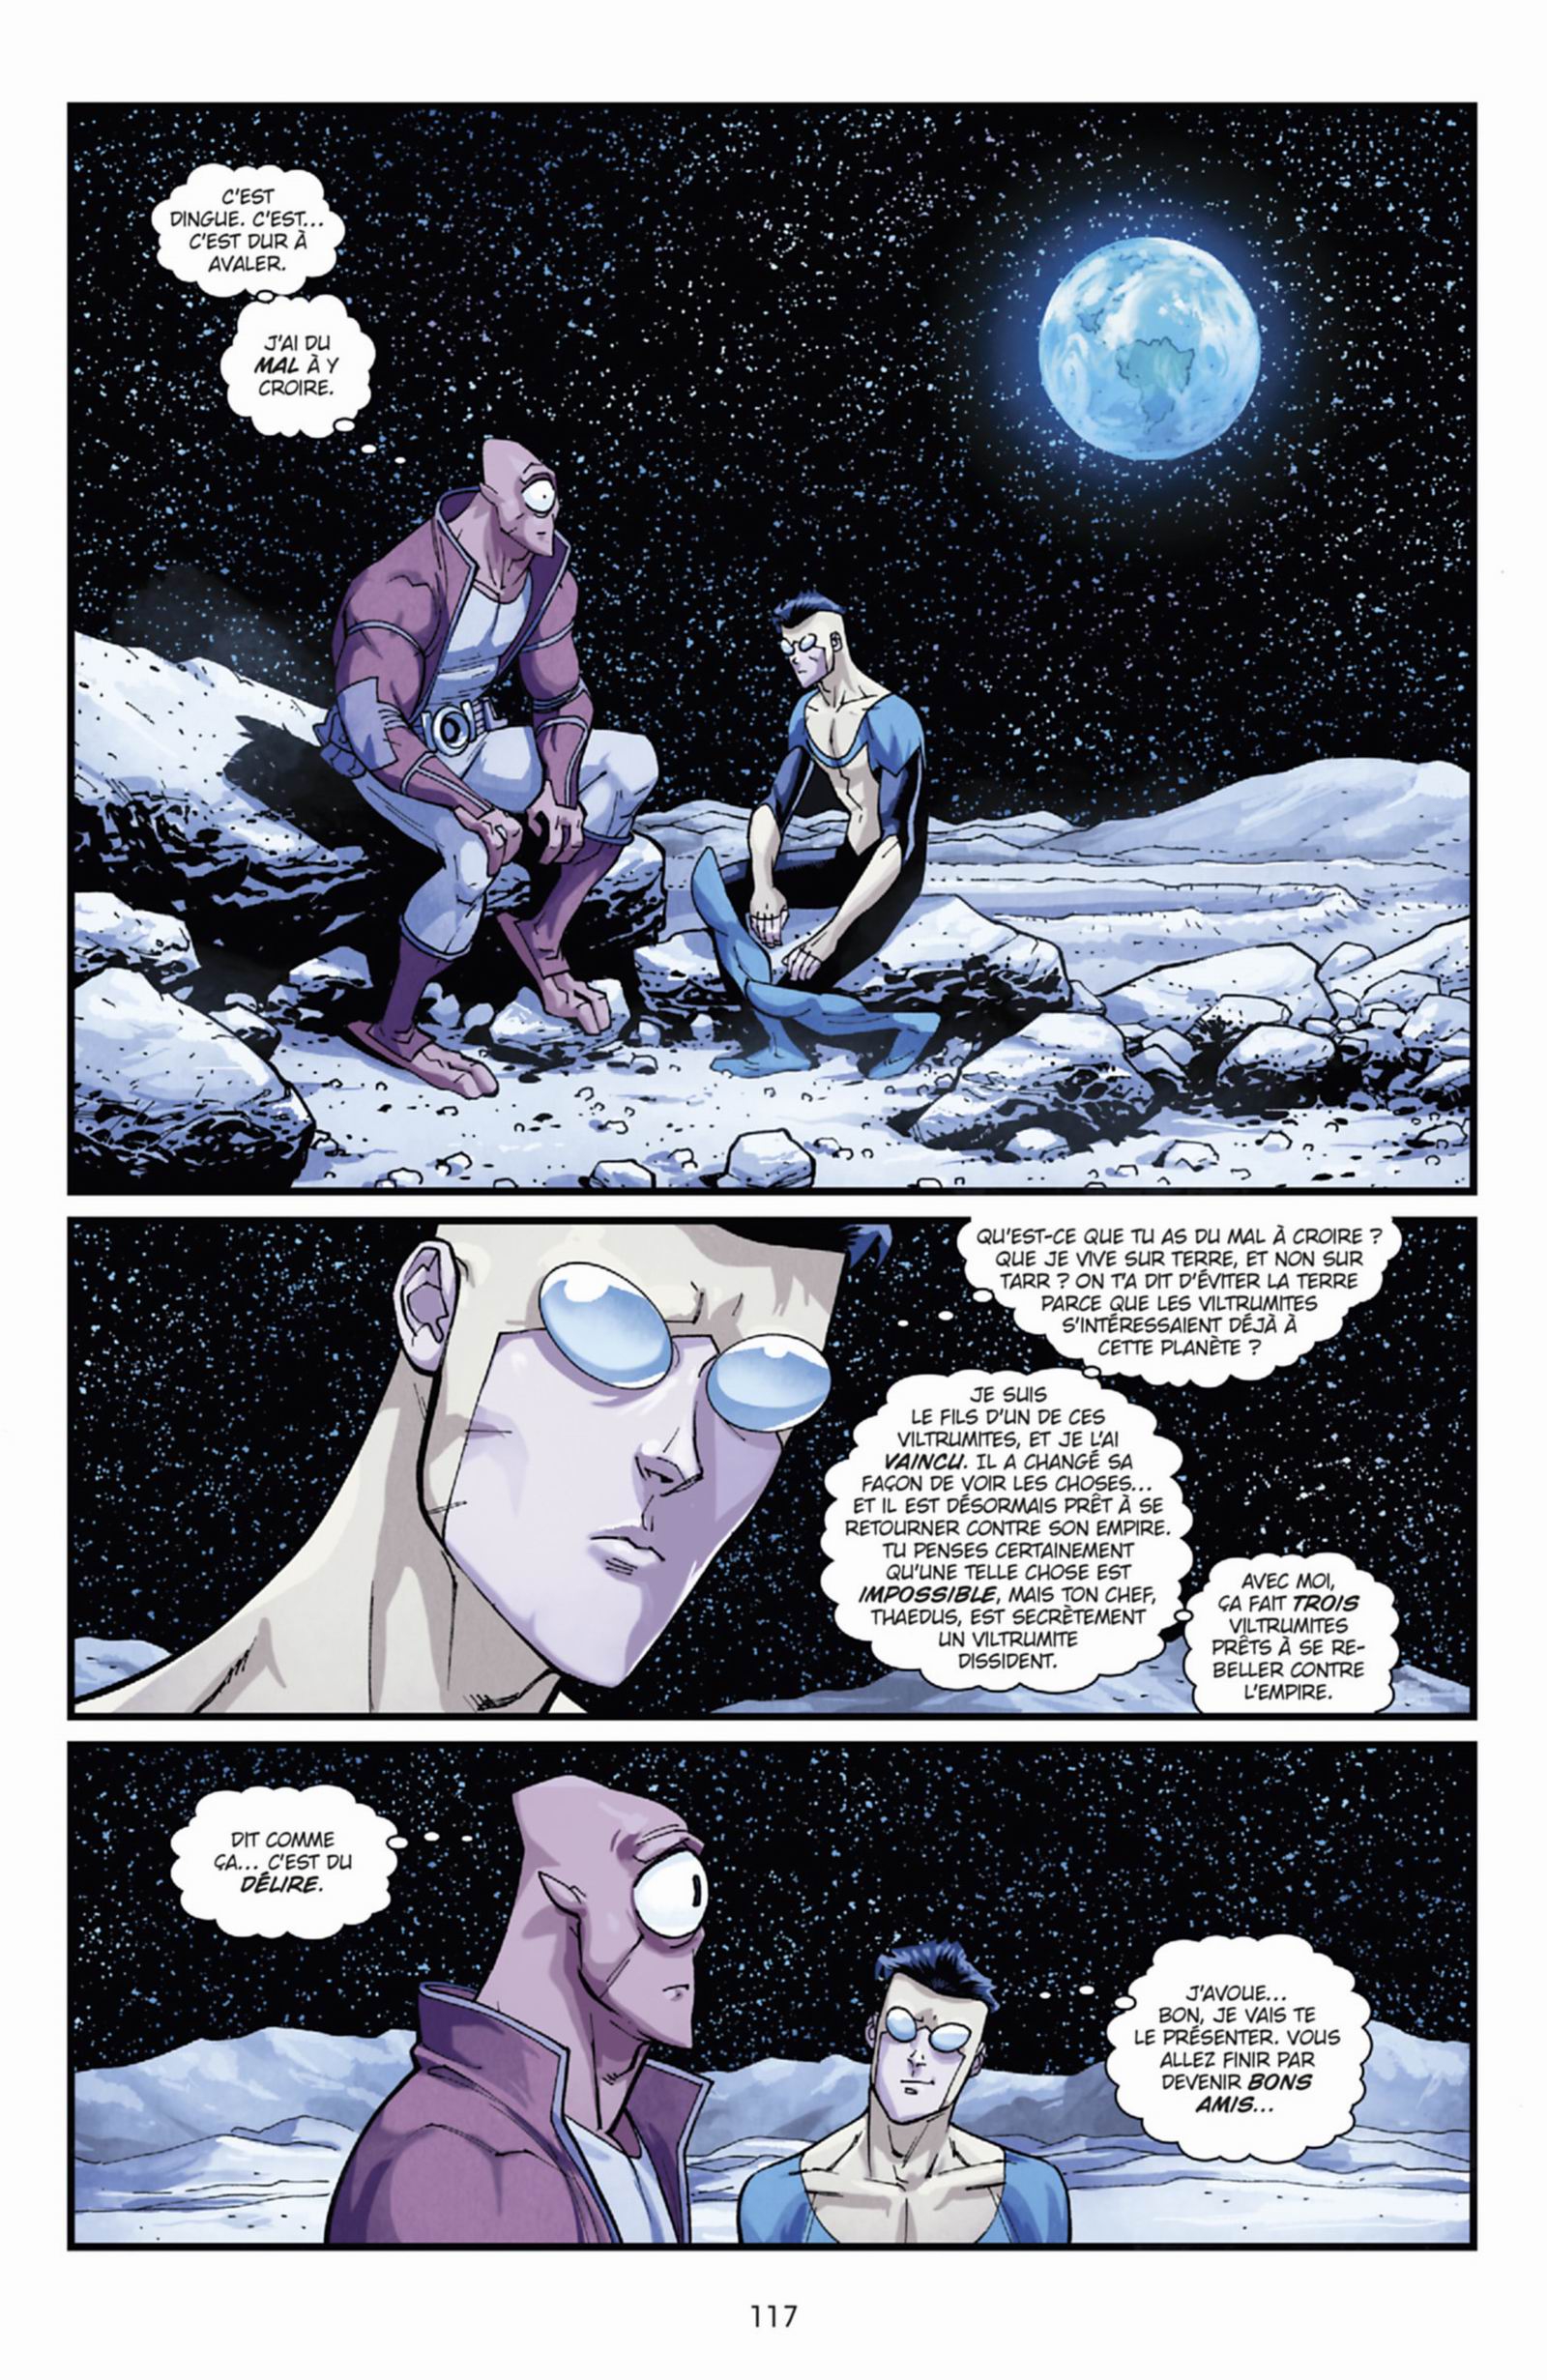 C'EST
DINGUE. C'EST...
C'EST DUR À
AVALER.
J'AI DU
MAL À Y
CROIRE.
QU'EST-CE QUE TU AS DU MAL À CROIRE ?
QUE JE VIVE SUR TERRE, ET NON SUR
TARR ? ON T'A DIT D'ÉVITER LA TERRE
PARCE QUE LES VILTRUMITES
S'INTÉRESSAIENT DÉJÀ À
CETTE PLANÈTE ?
JE SUIS
LE FILS D'UN DE CES
VILTRUMITES, ET JE L'AI
VAINCU. IL A CHANGÉ SA
FAÇON DE VOIR LES CHOSES...
ET IL EST DÉSORMAIS PRÊT À SE
RETOURNER CONTRE SON EMPIRE.
TU PENSES CERTAINEMENT
QU'UNE TELLE CHOSE EST
IMPOSSIBLE, MAIS TON CHEF,
THAEDUS, EST SECRÈTEMENT
UN VILTRUMITE
DISSIDENT.
AVEC MOI,
ÇA FAIT TROIS
VILTRUMITES
PRÊTS À SE RE-
BELLER CONTRE
L'EMPIRE.
DIT COMME
ÇA... C'EST DU
DÉLIRE.
J'AVOUE...
BON, JE VAIS TE
LE PRÉSENTER. VOUS
ALLEZ FINIR PAR
DEVENIR BONS
AMIS...
117